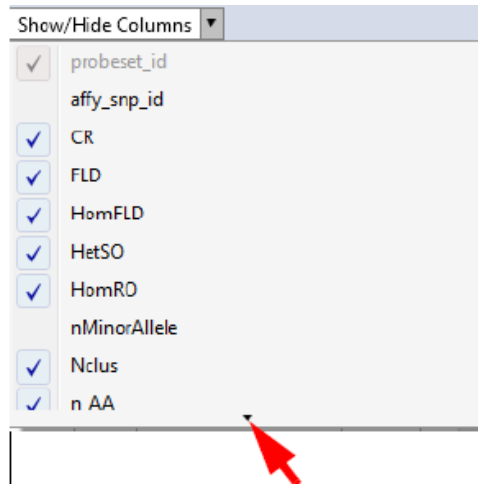 Show/Hide Columns
probeset_id
affy_snp_id
CR
FLD
HomFLD
HetSO
HomRO
nMinorAllele
Nclus
n_AA